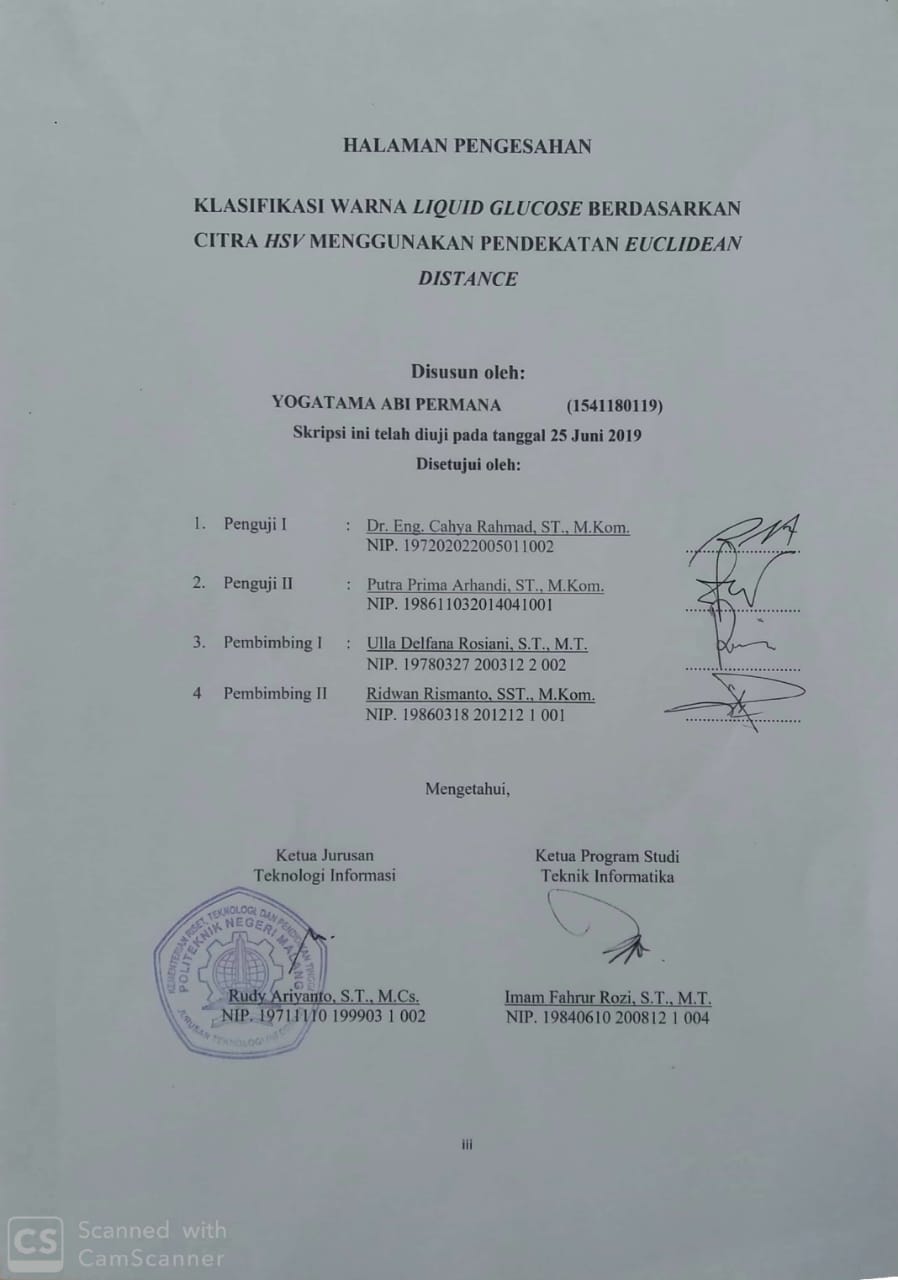 HALAMAN PENGESAHAN
KLASIFIKASI WARNA LIQUID GLUCOSE BERDASARKAN
CITRA HSV MENGGUNAKAN PENDEKATAN EUCLIDEAN
DISTANCE
Disusun oleh:
YOGATAMA ABI PERMANA (1541180119)
Skripsi ini telah diuji pada tanggal 25 Juni 2019
Disetujui oleh:
1. Penguji I : Dr. Eng. Cahya Rahmad, ST., M.Kom.
NIP. 197202022005011002
2. Penguji II : Putra Prima Arhandi, ST., M.Kom.
NIP. 198611032014041001
3. Pembimbing I : Ulla Delfana Rosiani, S.T., M.T.
NIP. 19780327 200312 2 002
4 Pembimbing II Ridwan Rismanto, SST., M.Kom.
NIP. 19860318 201212 1 001
Mengetahui,
Ketua Jurusan
Teknologi Informasi
KEMENTERIAN RISET, TEKNOLOGI, DAN PENDIDIKAN TINGGI
POLITEKNIK NEGERI MALANG
JURUSAN TEKNOLOGI
Rudy Ariyanto, S.T., M.Cs.
NIP. 19711110 199903 1 002
Ketua Program Studi
Teknik Informatika
Imam Fahrur Rozi, S.T., M.T.
NIP. 19840610 200812 1 004
iii
CS Scanned with
CamScanner